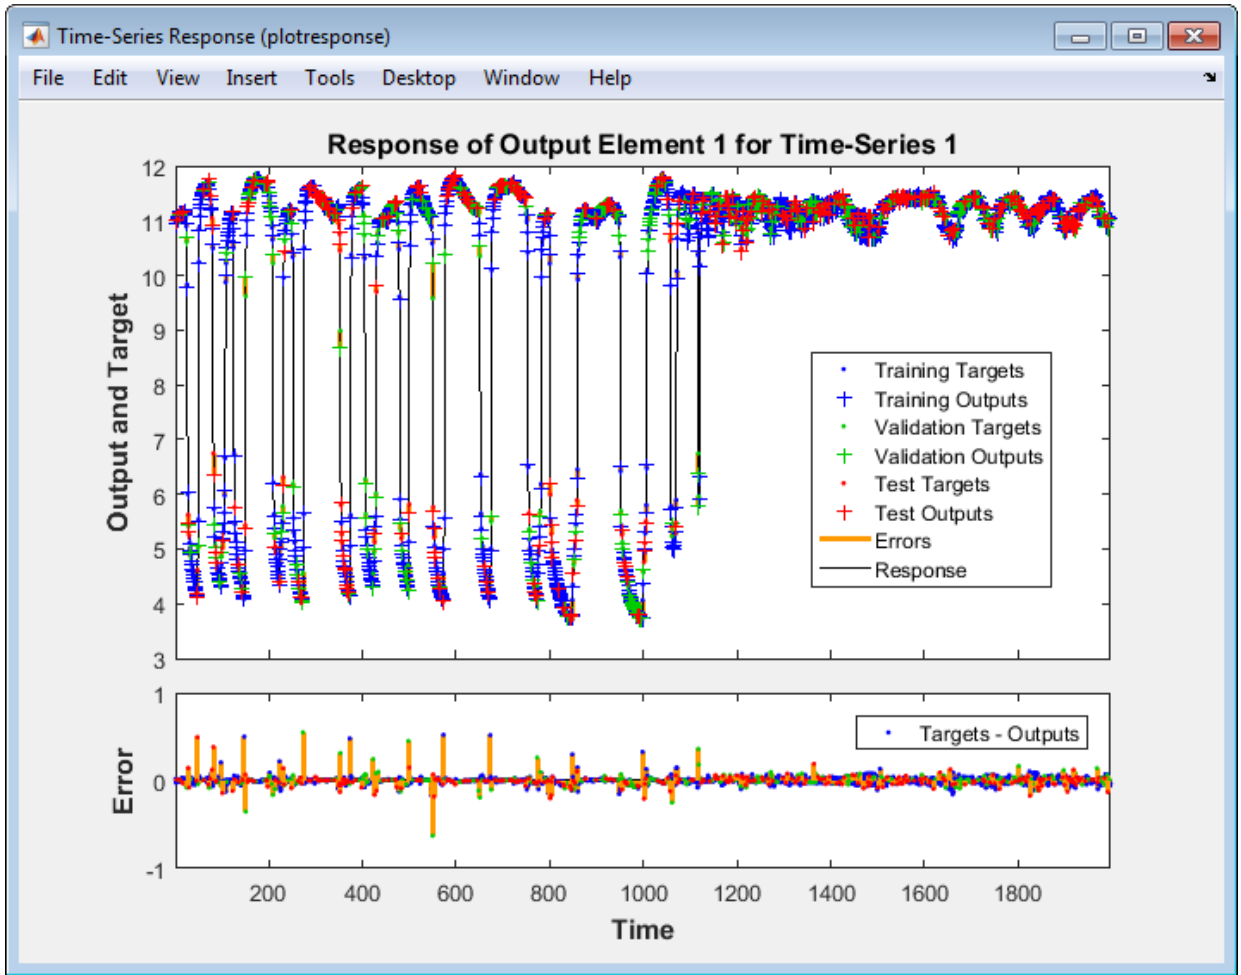 Time-Series Response (plotresponse)
File Edit View Insert Tools Desktop Window Help
Response of Output Element 1 for Time-Series 1
12
11
10
9
8
7
6
5
4
3
Output and Target
Training Targets
Training Outputs
Validation Targets
Validation Outputs
Test Targets
Test Outputs
Errors
Response
1
0
-1
Error
Targets - Outputs
200 400 600 800 1000 1200 1400 1600 1800
Time